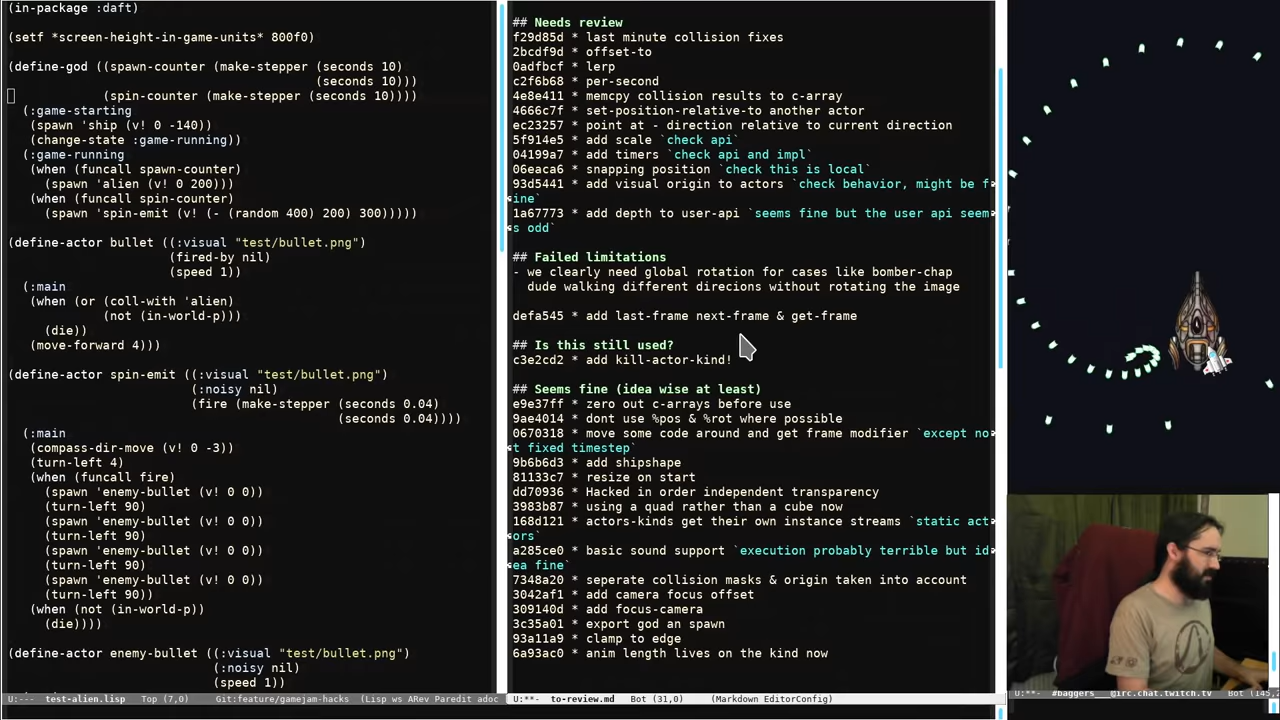 (in-package :daft)
(setf *screen-height-in-game-units* 800f0)
(define-god ((spawn-counter (make-stepper (seconds 10)
(seconds 10)))
(spin-counter (make-stepper (seconds 10))))
(:game-starting
(spawn 'ship (v! 0 -140))
(change-state :game-running))
(:game-running
(when (funcall spawn-counter)
(spawn 'alien (v! 0 200)))
(when (funcall spin-counter)
(spawn 'spin-emit (v! (- (random 400) 200) 300)))))
(define-actor bullet ((:visual "test/bullet.png")
(fired-by nil)
(speed 1))
(:main
(when (or (coll-with 'alien)
(not (in-world-p)))
(die))
(move-forward 4)))
(define-actor spin-emit ((:visual "test/bullet.png")
(:noisy nil)
(fire (make-stepper (seconds 0.04)
(seconds 0.04))))
(:main
(compass-dir-move (v! 0 -3))
(turn-left 4)
(when (funcall fire)
(spawn 'enemy-bullet (v! 0 0))
(turn-left 90)
(spawn 'enemy-bullet (v! 0 0))
(turn-left 90)
(spawn 'enemy-bullet (v! 0 0))
(turn-left 90)
(spawn 'enemy-bullet (v! 0 0))
(turn-left 90))
(when (not (in-world-p))
(die))))
(define-actor enemy-bullet ((:visual "test/bullet.png")
(:noisy nil)
(speed 1))
U:--- test-alien.lisp Top (7,0) Git:feature/gamejam-hacks (Lisp ws ARev Paredit adoc
## Needs review
f29d85d * last minute collision fixes
2bcdf9d * offset-to
0adfbcf * lerp
c2f6b68 * per-second
4e8e411 * memcpy collision results to c-array
4666c7f * set-position-relative-to another actor
ec23257 * point at - direction relative to current direction
5f914e5 * add scale `check api`
04199a7 * add timers `check api and impl`
06eaca6 * snapping position `check this is local`
93d5441 * add visual origin to actors `check behavior, might be f
ine`
1a67773 * add depth to user-api `seems fine but the user api seem
s odd`
## Failed limitations
- we clearly need global rotation for cases like bomber-chap
dude walking different direcions without rotating the image
defa545 * add last-frame next-frame & get-frame
## Is this still used?
c3e2cd2 * add kill-actor-kind!
## Seems fine (idea wise at least)
e9e37ff * zero out c-arrays before use
9ae4014 * dont use %pos & %rot where possible
0670318 * move some code around and get frame modifier `except no
t fixed timestep`
9b6b6d3 * add shipshape
81133c7 * resize on start
dd70936 * Hacked in order independent transparency
3983b87 * using a quad rather than a cube now
168d121 * actors-kinds get their own instance streams `static act
ors`
a285ce0 * basic sound support `execution probably terrible but id
ea fine`
7348a20 * seperate collision masks & origin taken into account
3042af1 * add camera focus offset
309140d * add focus-camera
3c35a01 * export god an spawn
93a11a9 * clamp to edge
6a93ac0 * anim length lives on the kind now
U:**- to-review.md Bot (31,0) (Markdown EditorConfig)
U:**- #baggers___@irc.chat.twitch.tv Bot